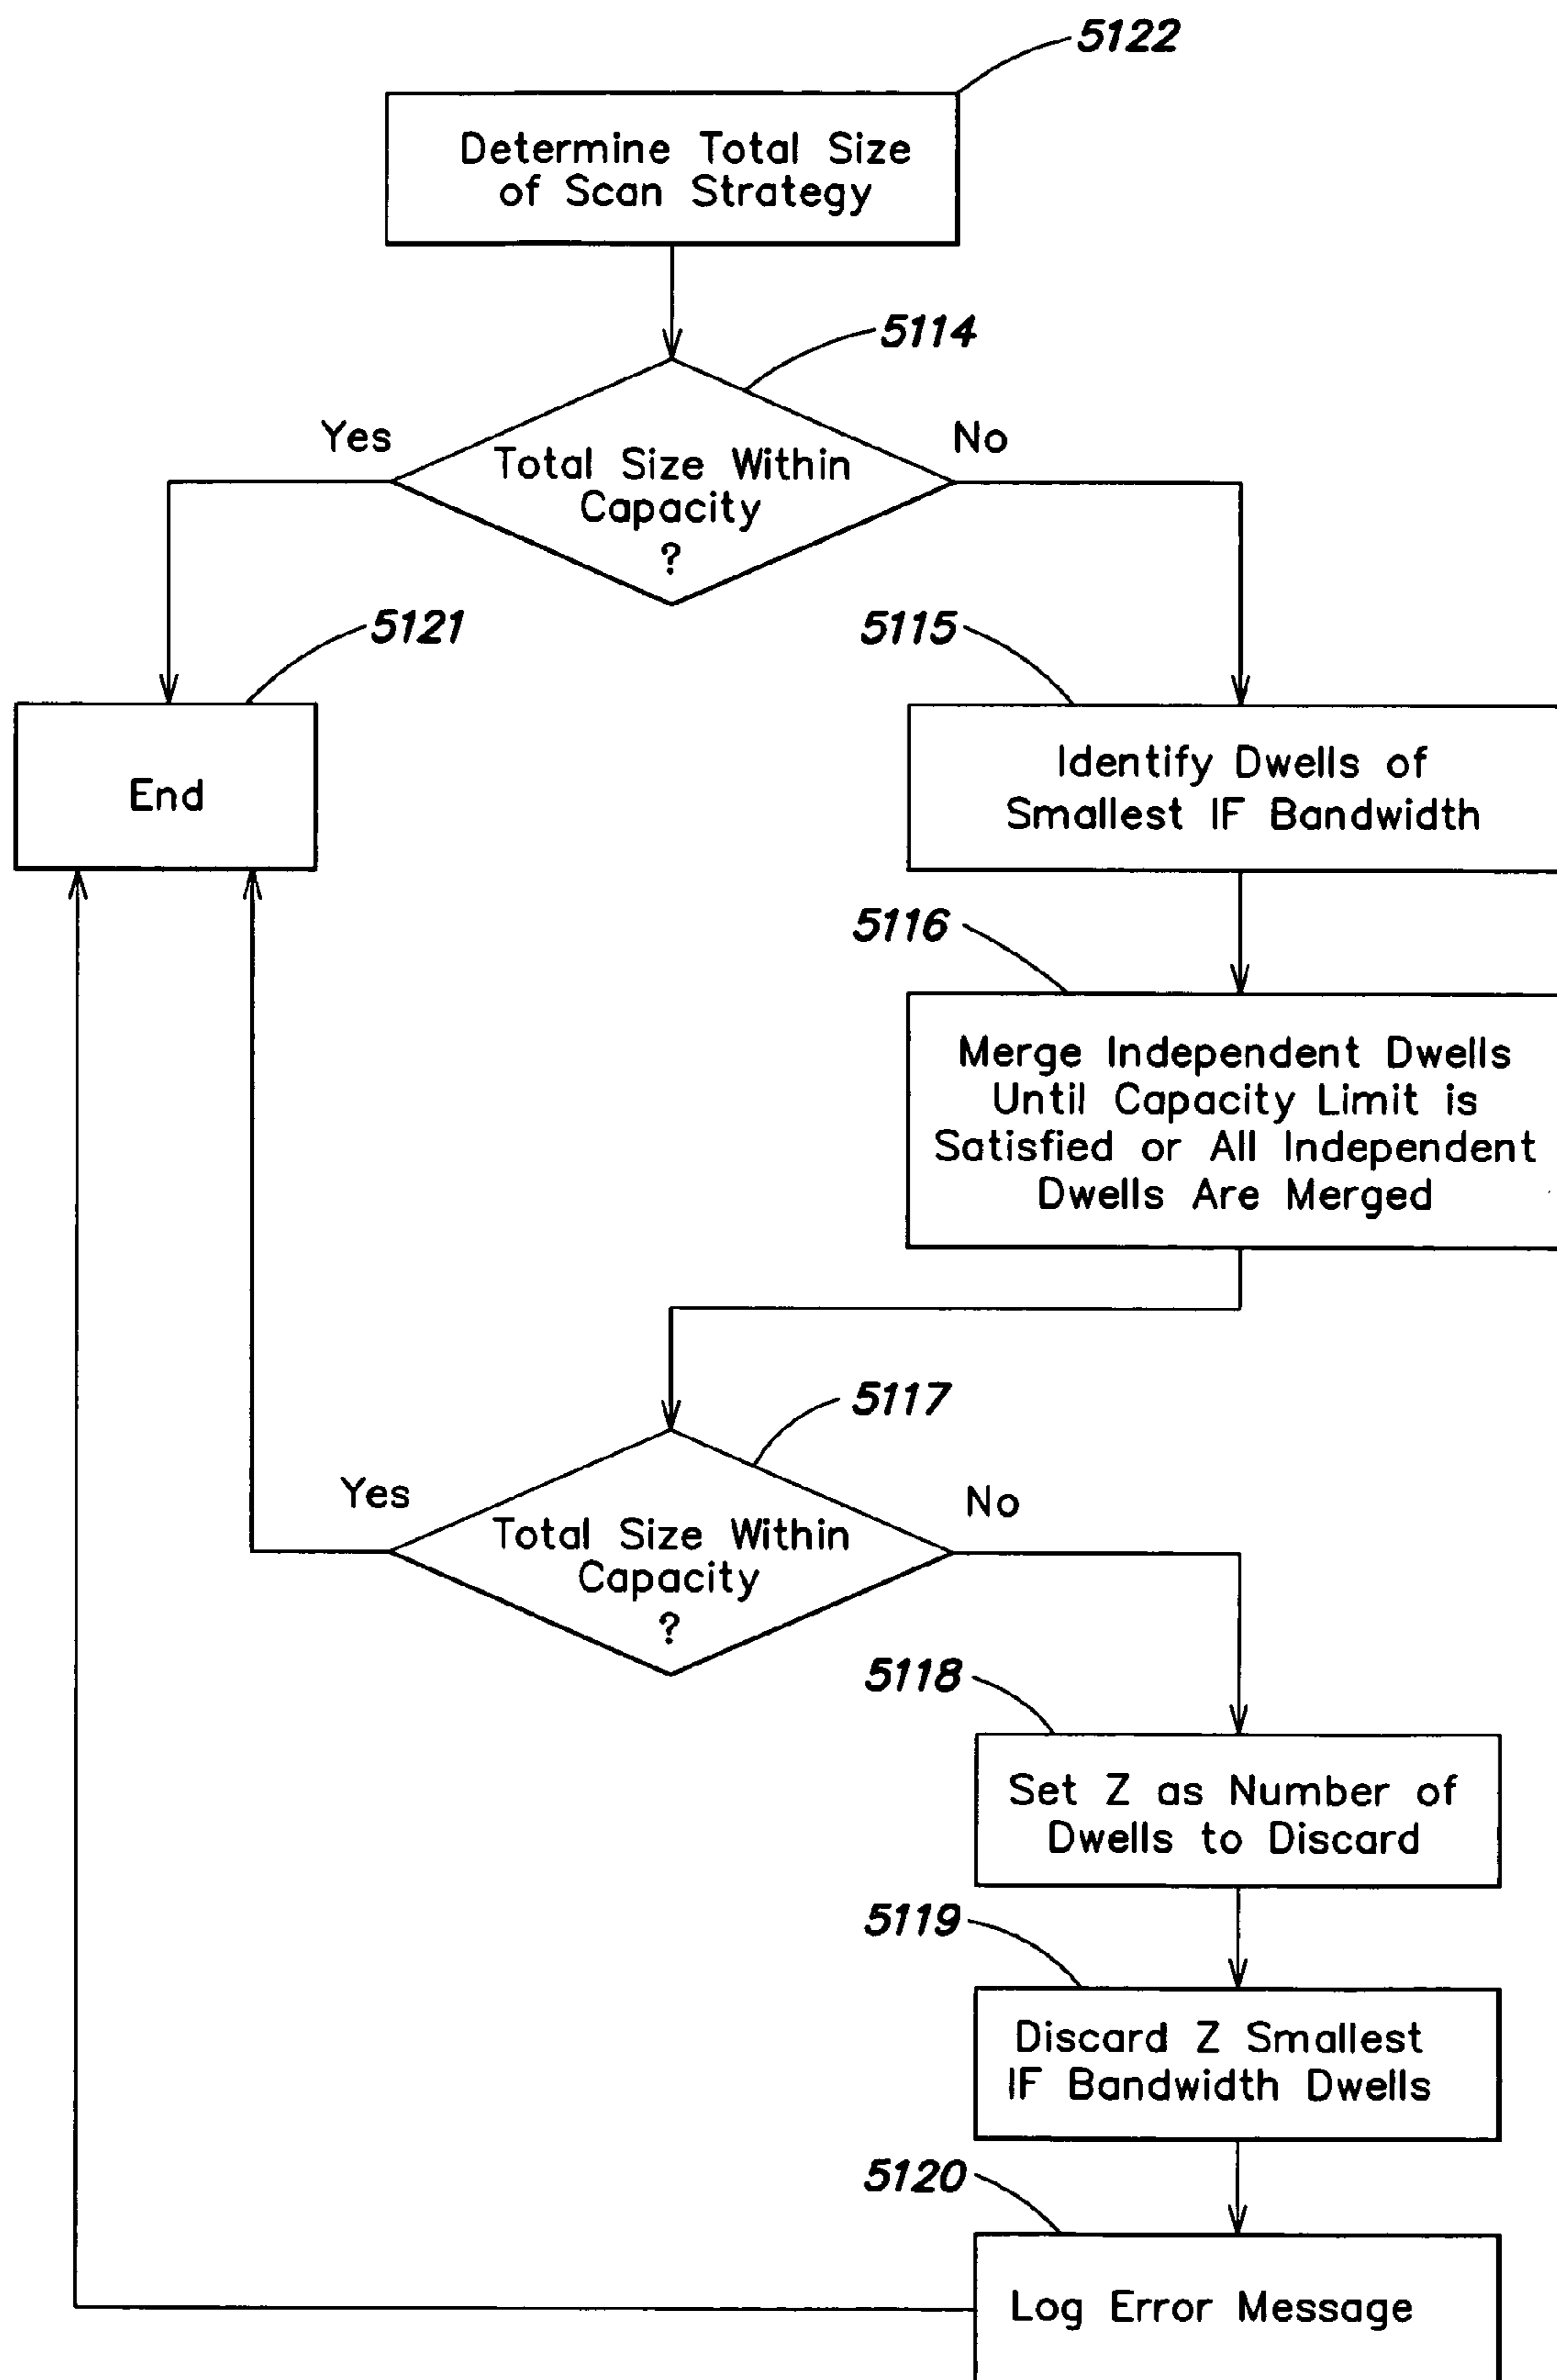 5122
Determine Total Size
of Scan Strategy
5114
Yes
No
Total Size Within
Capacity
?
5121
5115
End
Identify Dwells of
Smallest IF Bandwidth
5116
Merge Independent Dwells
Until Capacity Limit is
Satisfied or All Independent
Dwells Are Merged
5117
Yes
No
Total Size Within
Capacity
?
5118
Set Z as Number of
Dwells to Discard
5119
Discard Z Smallest
IF Bandwidth Dwells
5120
Log Error Message